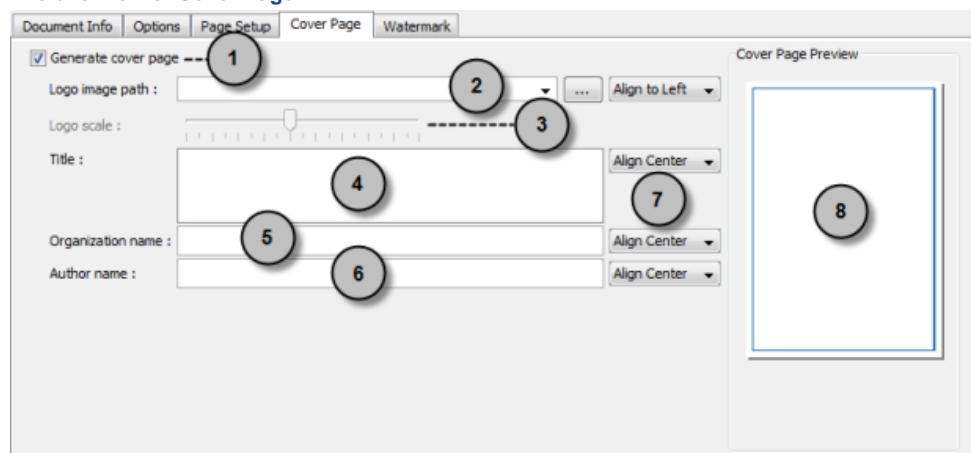 Document Info Options Page Setup Cover Page Watermark
Generate cover page 1 Cover Page Preview
Logo image path : 2 ... Align to Left
Logo scale : 3
Title : 4 Align Center
7
8
Organization name : 5 Align Center
Author name : 6 Align Center